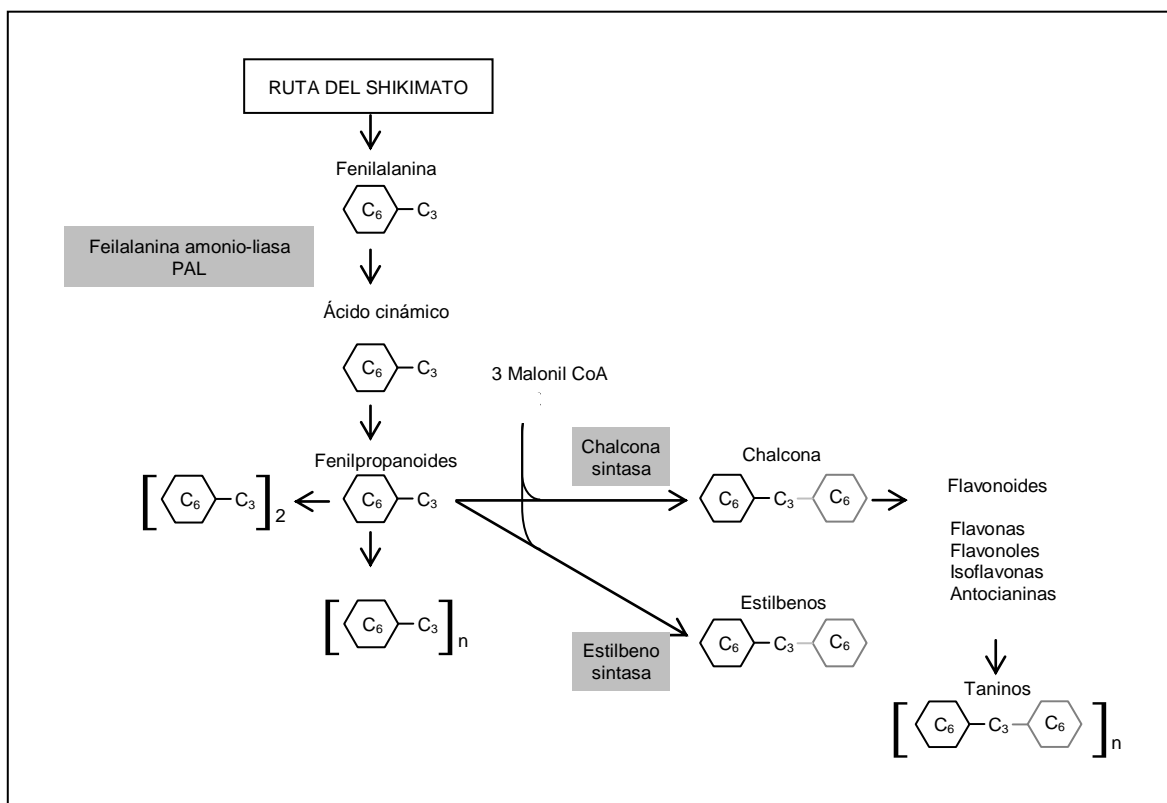 RUTA DEL SHIKIMATO
Fenilalanina
C6 C3
Feilalanina amonio-liasa
PAL
Ácido cinámico
C6 C3
3 Malonil CoA
Fenilpropanoides
[ C6 C3 ] 2
C6 C3
Chalcona
sintasa
Chalcona
C6 C3 C6
Flavonoides
Flavonas
Flavonoles
Isoflavonas
Antocianinas
[ C6 C3 ] n
Estilbeno
sintasa
Estilbenos
C6 C3 C6
Taninos
[ C6 C3 C6 ] n